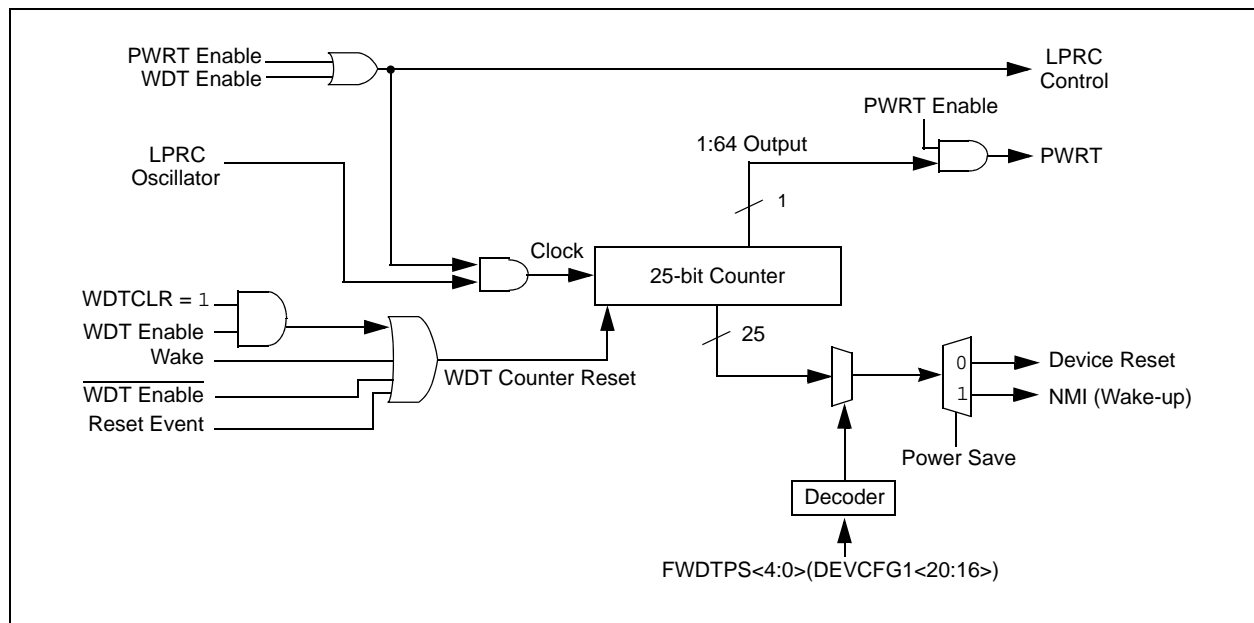 PWRT Enable
WDT Enable
LPRC
Control
PWRT Enable
1:64 Output
PWRT
LPRC
Oscillator
1
Clock
25-bit Counter
WDTCLR = 1
WDT Enable
Wake
WDT Enable
Reset Event
WDT Counter Reset
25
0
1
Device Reset
NMI (Wake-up)
Power Save
Decoder
FWDTPS<4:0>(DEVCFG1<20:16>)